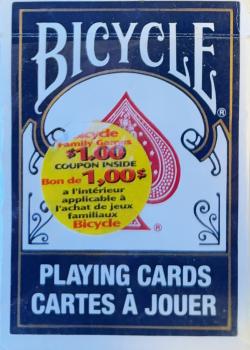 BICYCLE®
Bicycle
Family Games
$1.00
COUPON INSIDE
Bon de 1,00$
a l'intérieur
applicable à
l'achat de jeux
familiaux
Bicycle
®
PLAYING CARDS
CARTES À JOUER